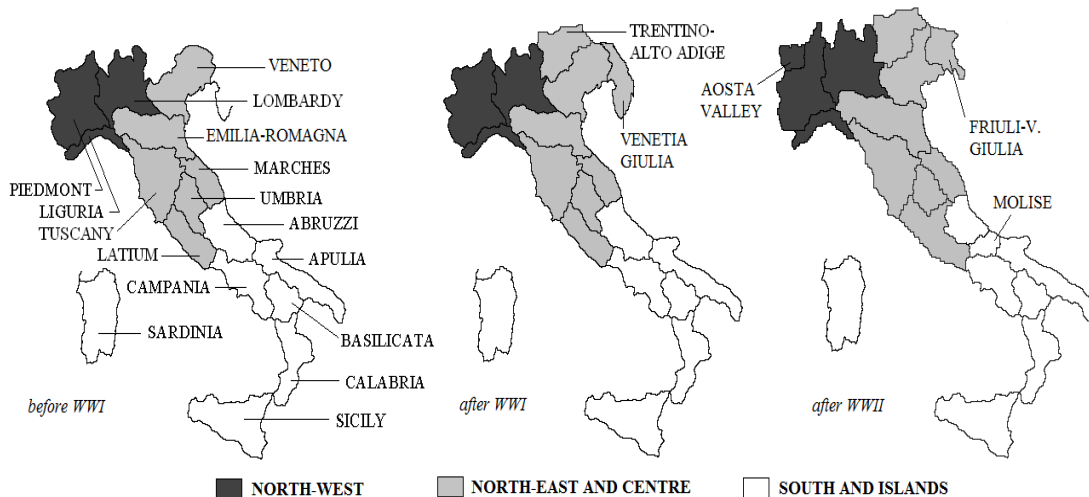 VENETO
LOMBARDY
EMILIA-ROMAGNA
MARCHES
PIEDMONT
UMBRIA
LIGURIA
ABRUZZI
TUSCANY
LATIUM
APULIA
CAMPANIA
SARDINIA
BASILICATA
CALABRIA
before WWI
SICILY
TRENTINO-
ALTO ADIGE
VENETIA
GIULIA
after WWI
AOSTA
VALLEY
FRIULI-V.
GIULIA
MOLISE
after WWII
NORTH-WEST
NORTH-EAST AND CENTRE
SOUTH AND ISLANDS